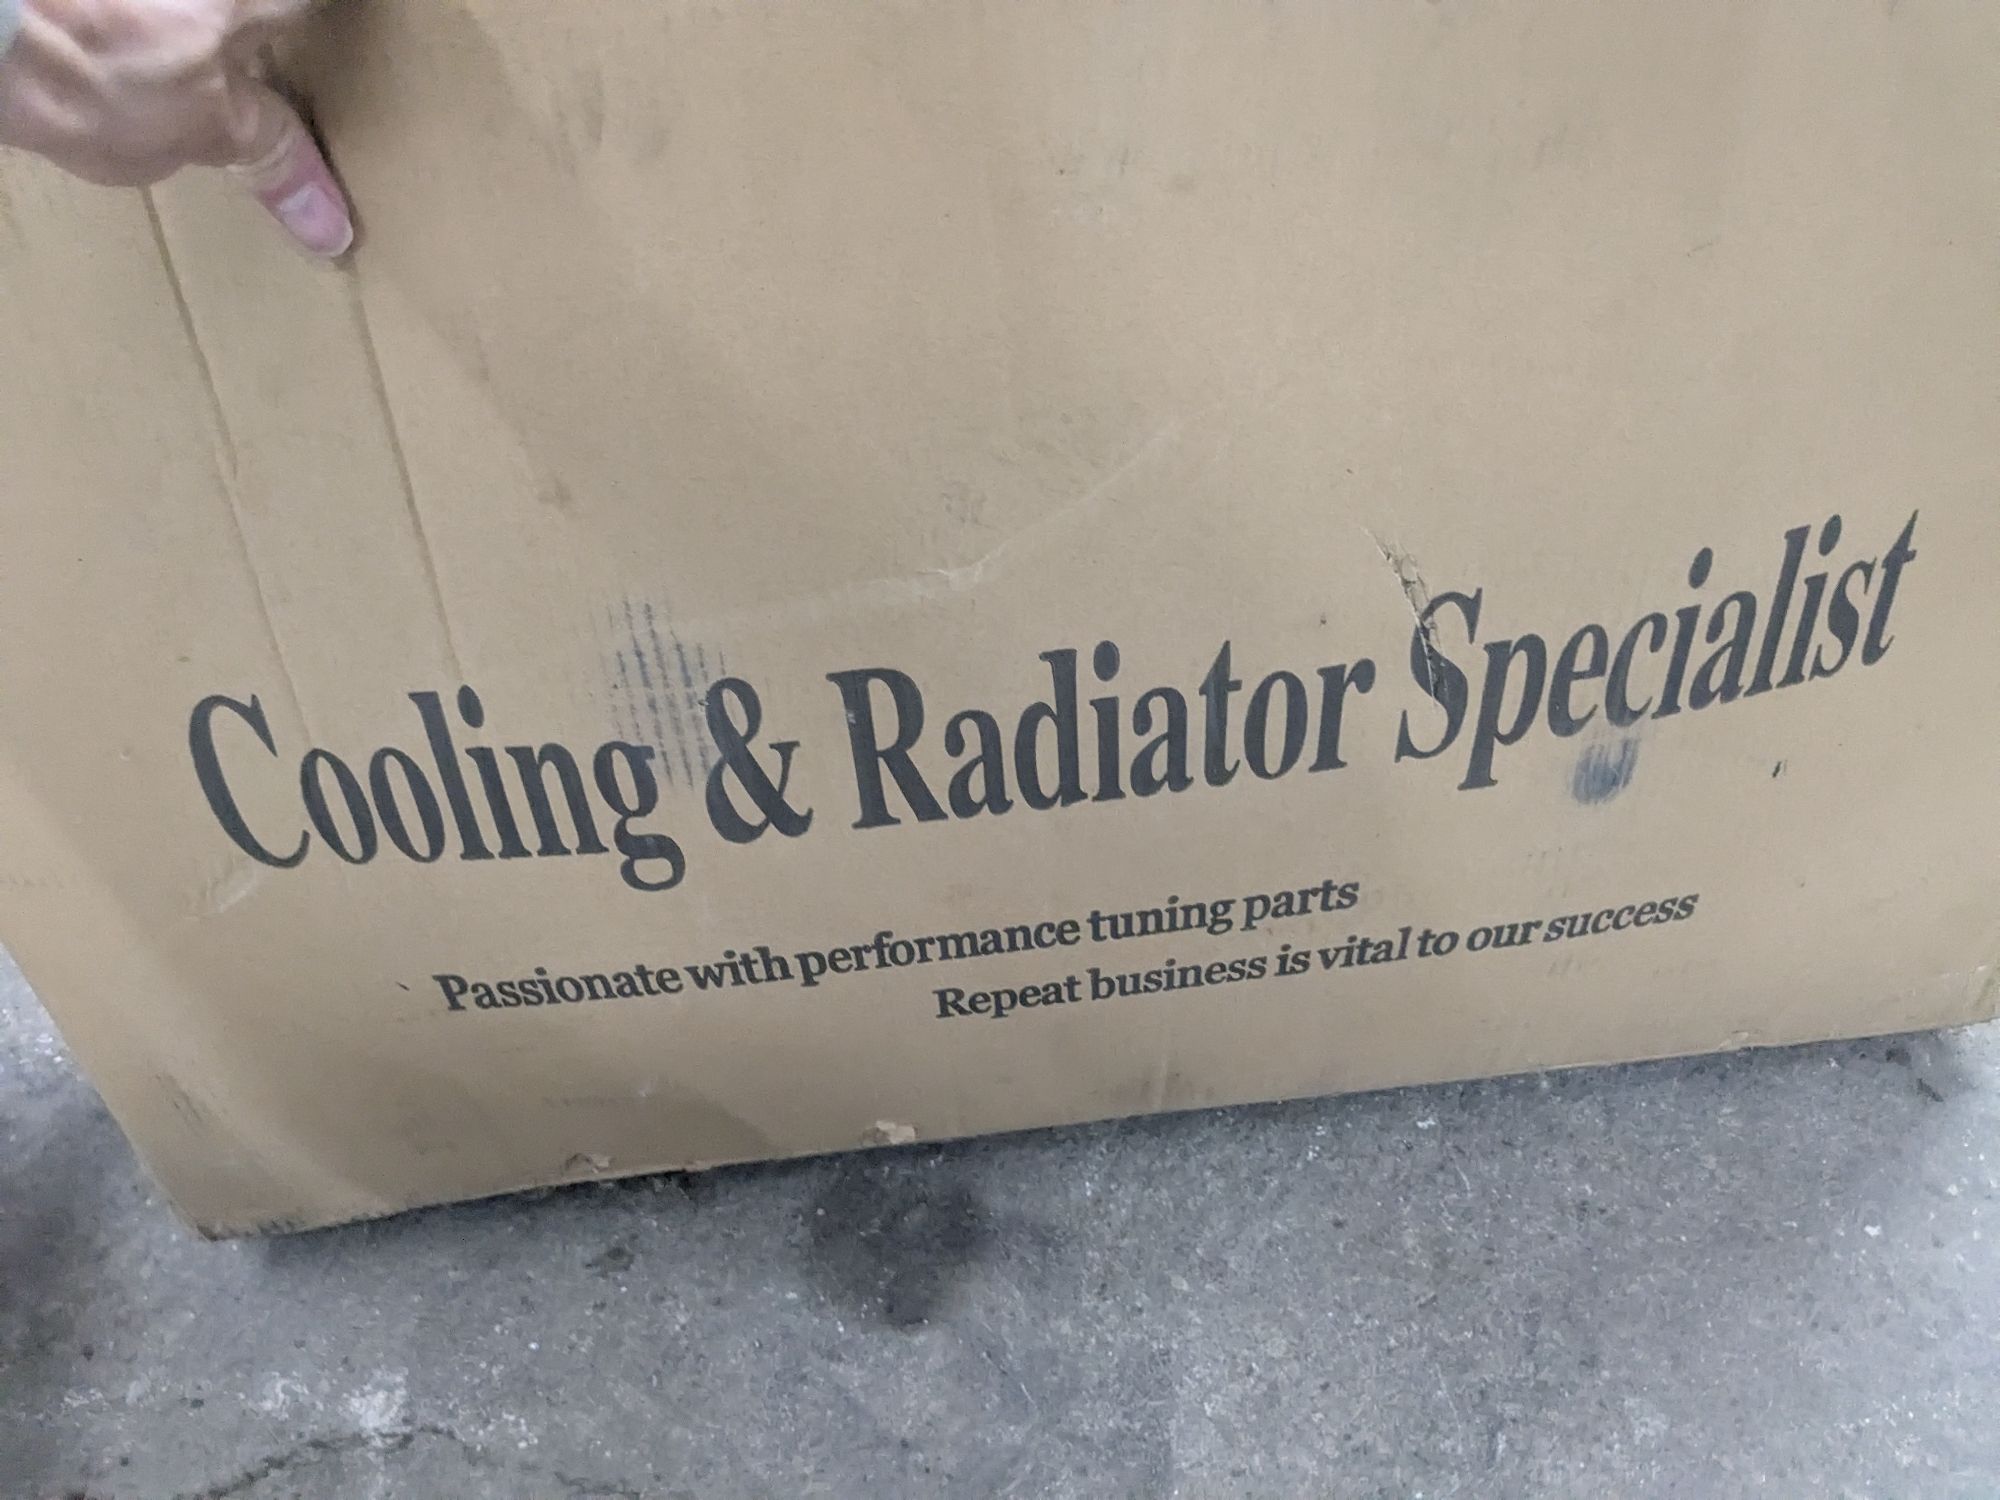 Cooling & Radiator Specialist
Passionate with performance tuning parts
Repeat business is vital to our success